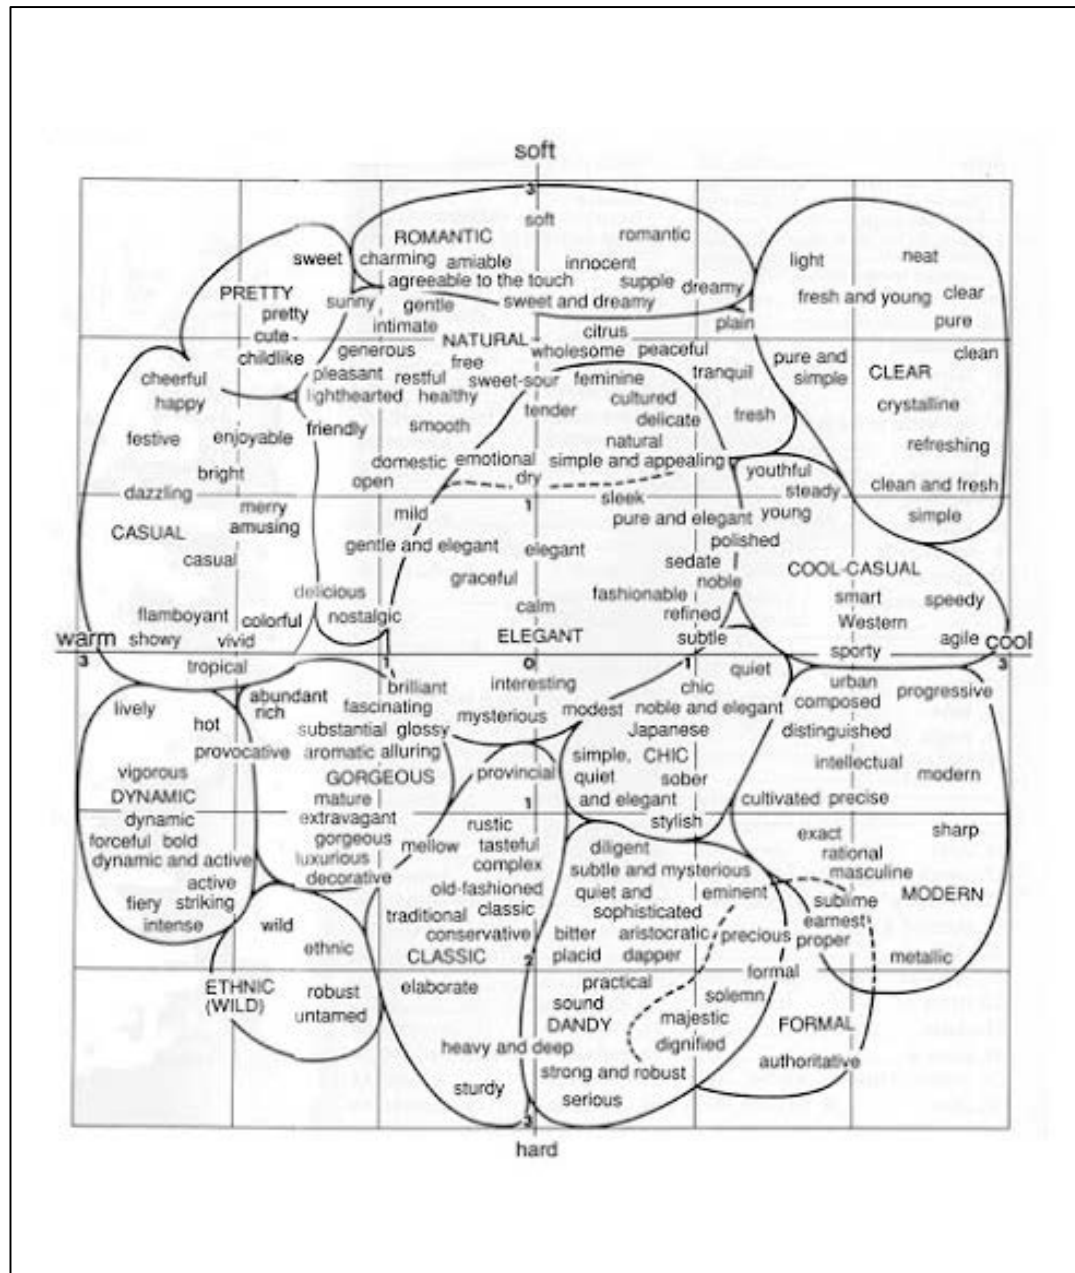 soft
3
soft
ROMANTIC romantic
sweet charming amiable innocent light neat
agreeable to the touch supple dreamy
PRETTY sunny gentle sweet and dreamy fresh and young clear
pretty intimate citrus plain pure
cute NATURAL
childlike generous free wholesome peaceful pure and simple clean
cheerful pleasant restful sweet-sour feminine tranquil CLEAR
happy lighthearted healthy tender cultured delicate fresh crystalline
festive enjoyable friendly smooth natural refreshing
bright domestic emotional simple and appealing youthful
dazzling open dry steady clean and fresh
1 sleek
merry mild pure and elegant young simple
CASUAL amusing polished
casual gentle and elegant elegant sedate COOL-CASUAL
graceful noble
delicious calm fashionable smart speedy
flamboyant colorful nostalgic refined Western
warm showy vivid ELEGANT subtle agile cool
3 1 0 1 sporty 3
tropical quiet
lively abundant rich brilliant interesting chic urban composed progressive
hot fascinating mysterious modest noble and elegant
substantial glossy Japanese distinguished
provocative aromatic alluring simple, quiet and elegant CHIC intellectual
vigorous GORGEOUS provincial sober modern
DYNAMIC mature 1 cultivated precise
dynamic extravagant rustic stylish sharp
forceful bold gorgeous mellow tasteful diligent exact
dynamic and active luxurious complex subtle and mysterious rational
active decorative old-fashioned quiet and sophisticated eminent masculine
fiery striking classic sublime MODERN
intense wild traditional bitter aristocratic precious earnest
ethnic conservative placid dapper proper
CLASSIC 2 metallic
ETHNIC (WILD) robust elaborate practical formal
untamed sound solemn
DANDY majestic FORMAL
heavy and deep dignified authoritative
sturdy strong and robust
serious
3
hard